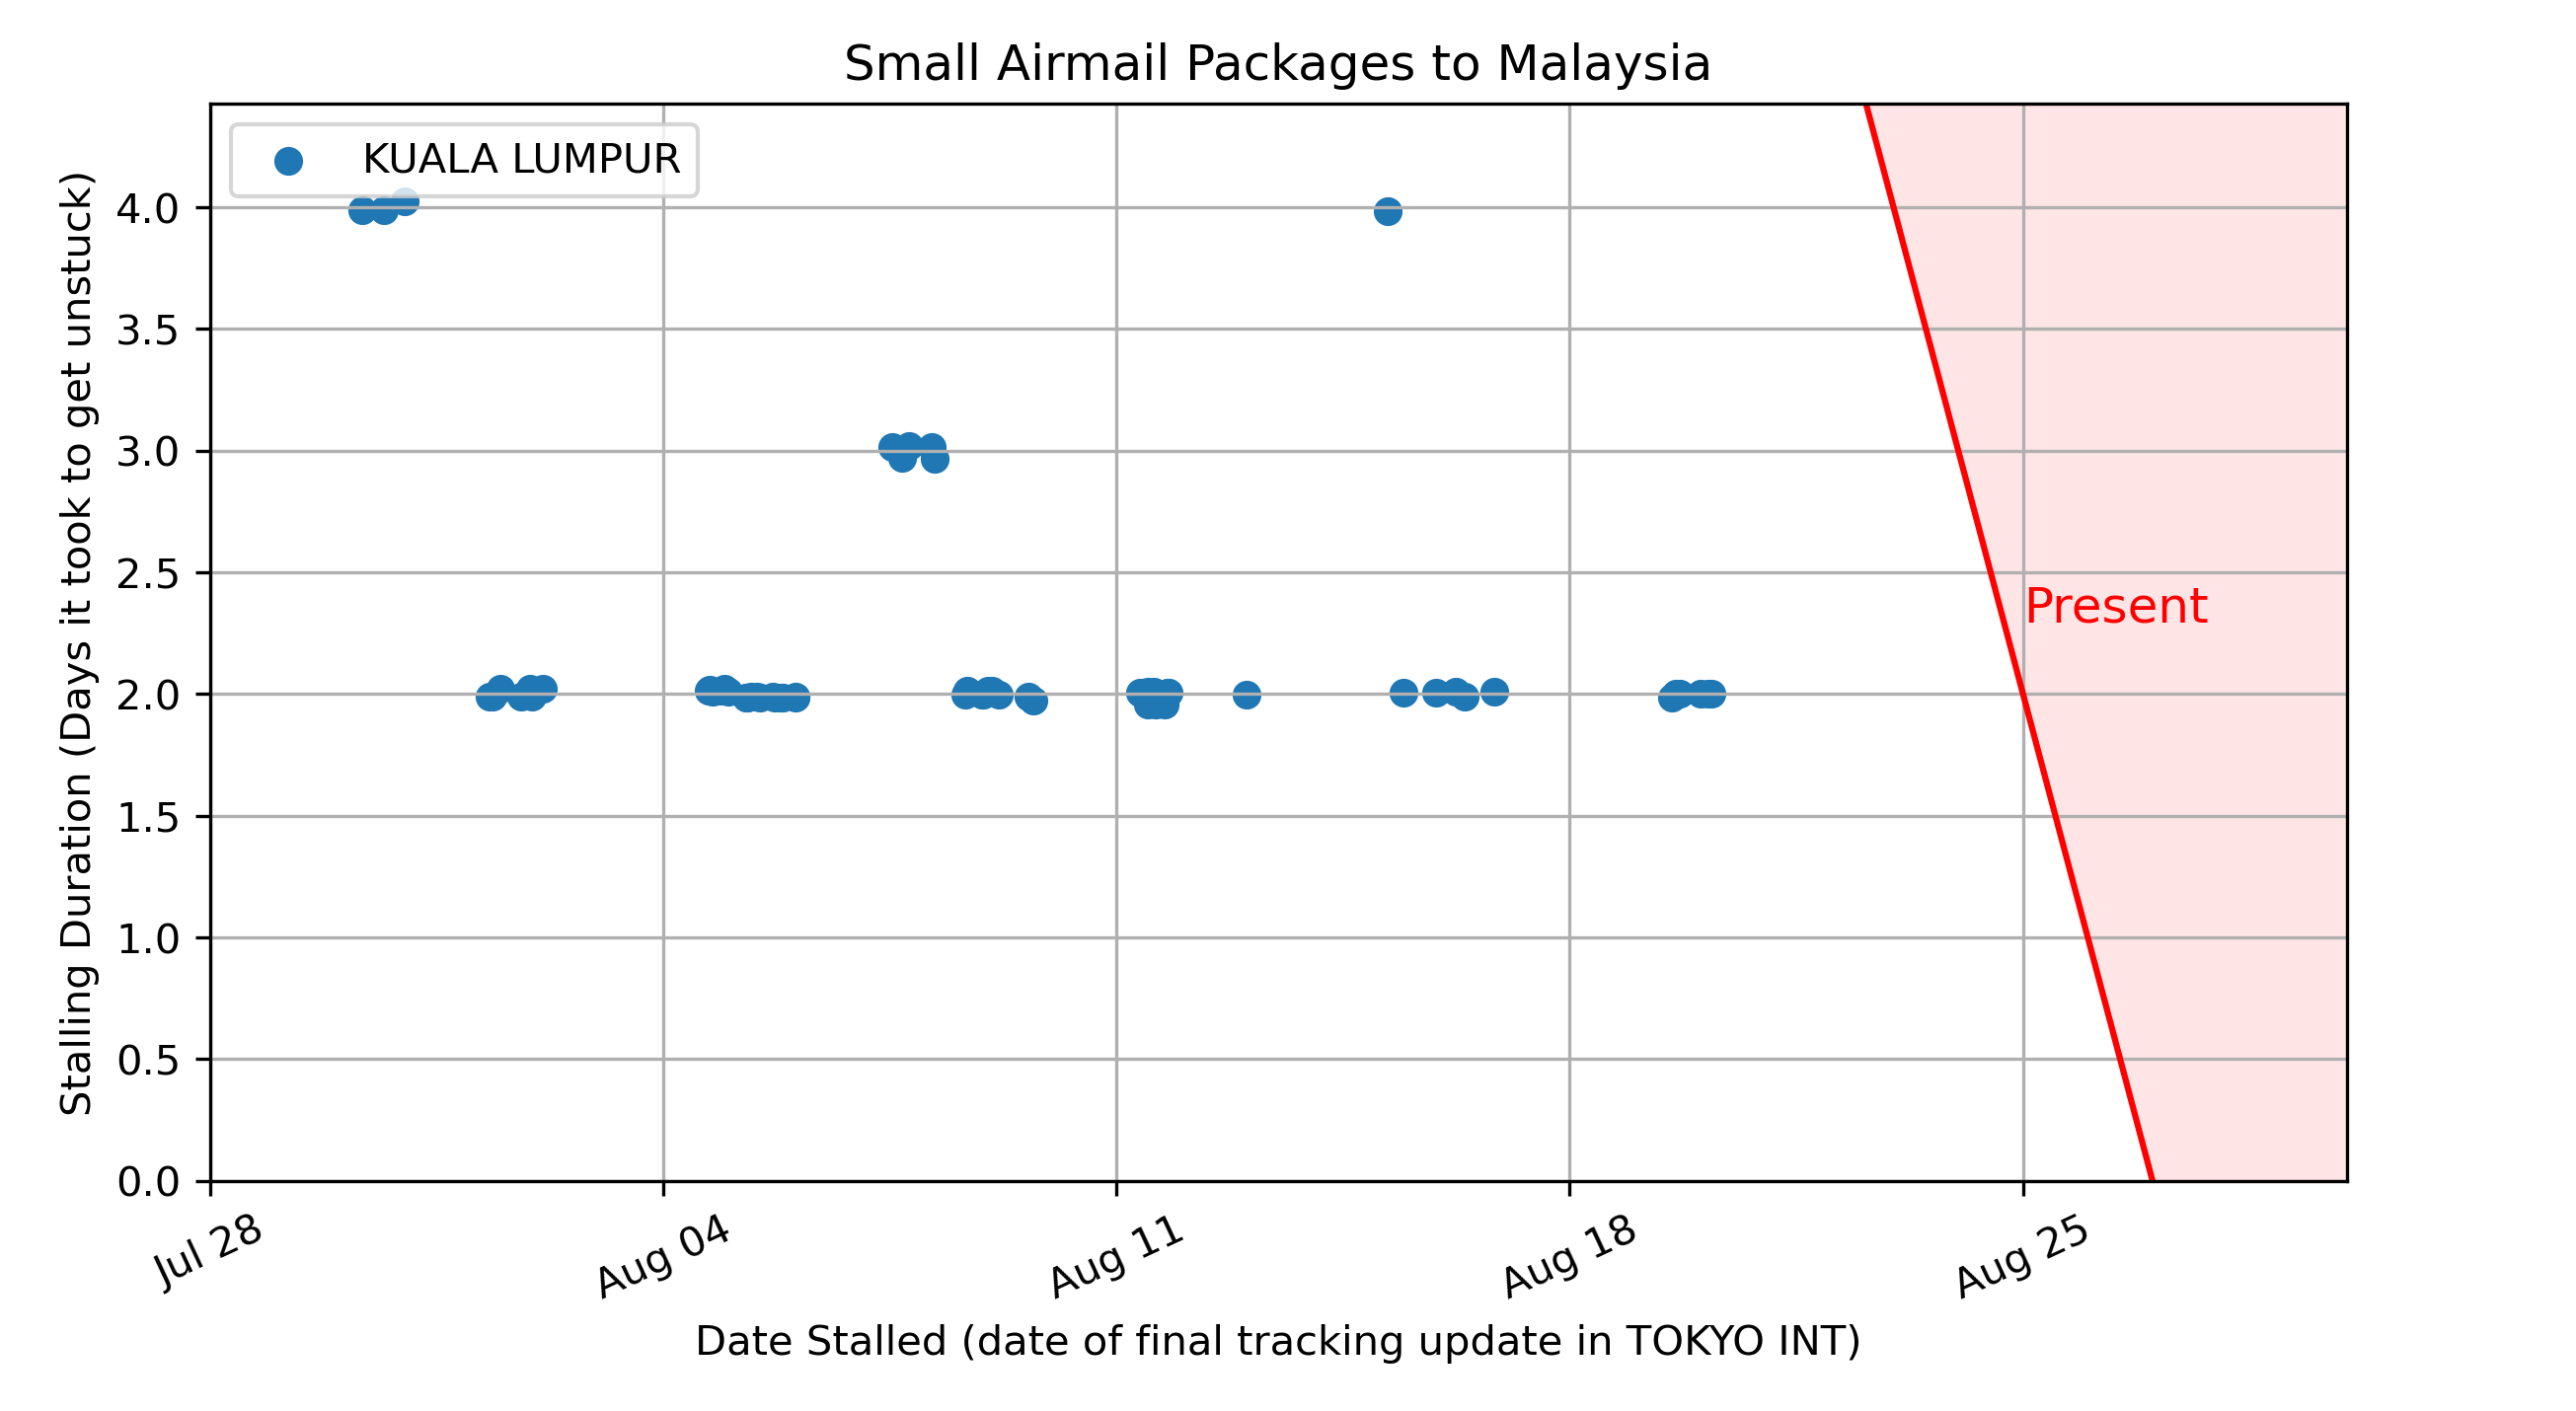 Small Airmail Packages to Malaysia
KUALA LUMPUR
Stalling Duration (Days it took to get unstuck)
4.0
3.5
3.0
2.5
2.0
1.5
1.0
0.5
0.0
Present
Jul 28
Aug 04
Aug 11
Aug 18
Aug 25
Date Stalled (date of final tracking update in TOKYO INT)